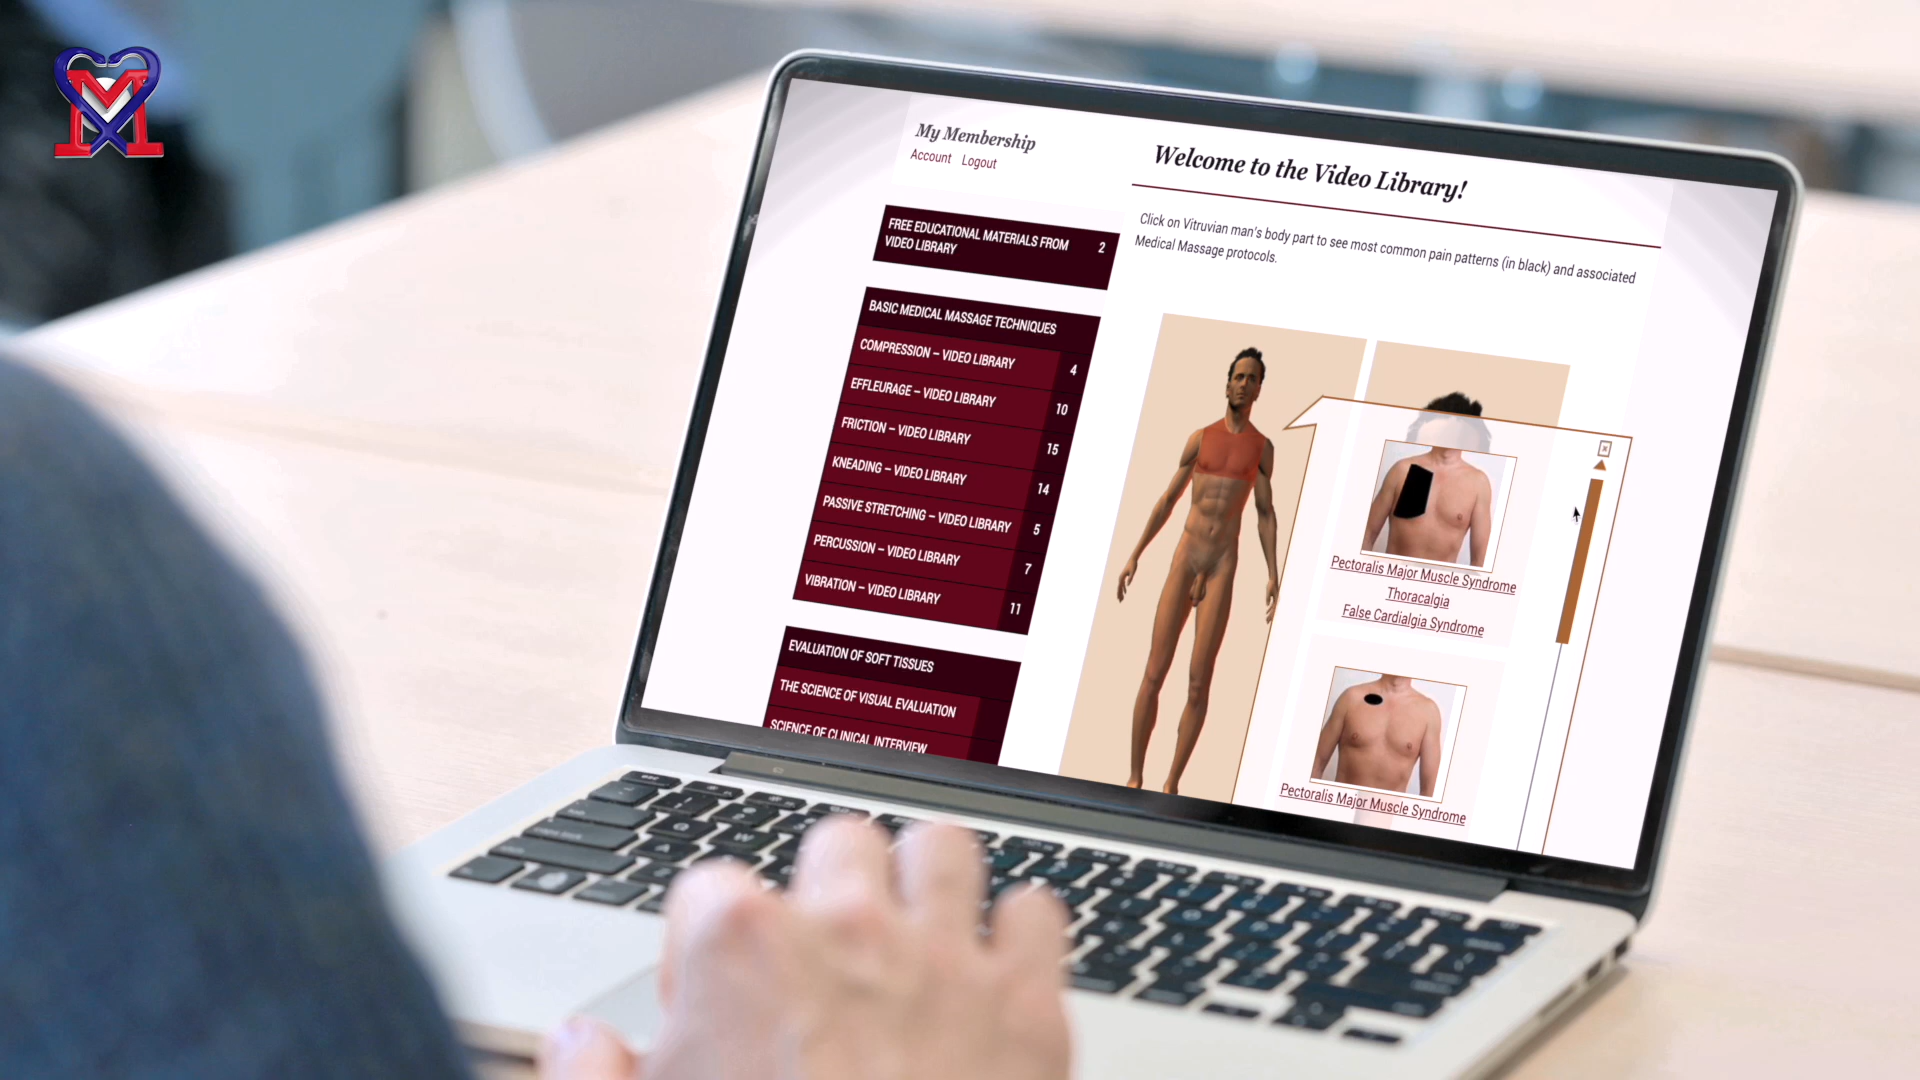 My Membership
Account Logout
FREE EDUCATIONAL MATERIALS FROM 2
VIDEO LIBRARY
BASIC MEDICAL MASSAGE TECHNIQUES
COMPRESSION – VIDEO LIBRARY 4
EFFLEURAGE – VIDEO LIBRARY 10
FRICTION – VIDEO LIBRARY 15
KNEADING – VIDEO LIBRARY 14
PASSIVE STRETCHING – VIDEO LIBRARY 5
PERCUSSION – VIDEO LIBRARY 7
VIBRATION – VIDEO LIBRARY 11
EVALUATION OF SOFT TISSUES
THE SCIENCE OF VISUAL EVALUATION
SCIENCE OF CLINICAL INTERVIEW
Welcome to the Video Library!
Click on Vitruvian man's body part to see most common pain patterns (in black) and associated
Medical Massage protocols.
Pectoralis Major Muscle Syndrome
Thoracalgia
False Cardialgia Syndrome
Pectoralis Major Muscle Syndrome
M